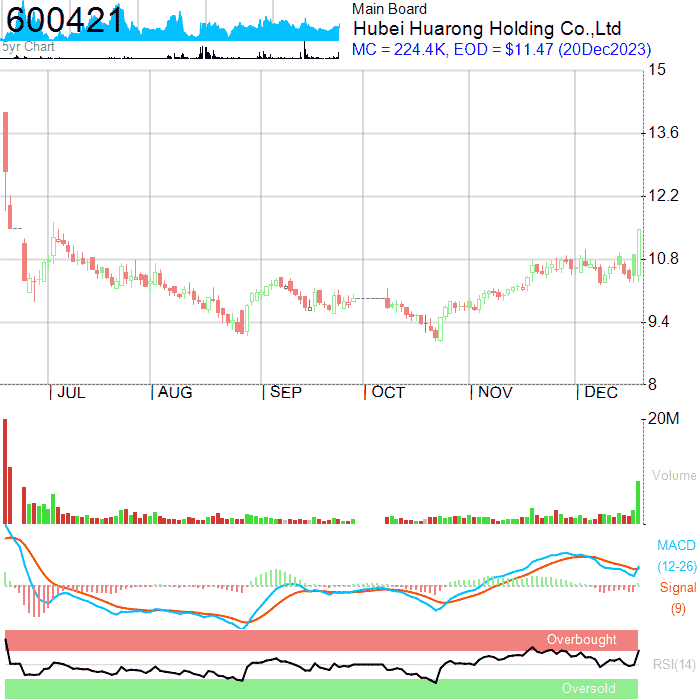 600421
5yr Chart
Main Board
Hubei Huarong Holding Co.,Ltd
MC = 224.4K, EOD = $11.47 (20Dec2023)
15
13.6
12.2
10.8
9.4
8
JUL AUG SEP OCT NOV DEC
20M
Volume
MACD
(12-26)
Signal
(9)
Overbought
RSI(14)
Oversold